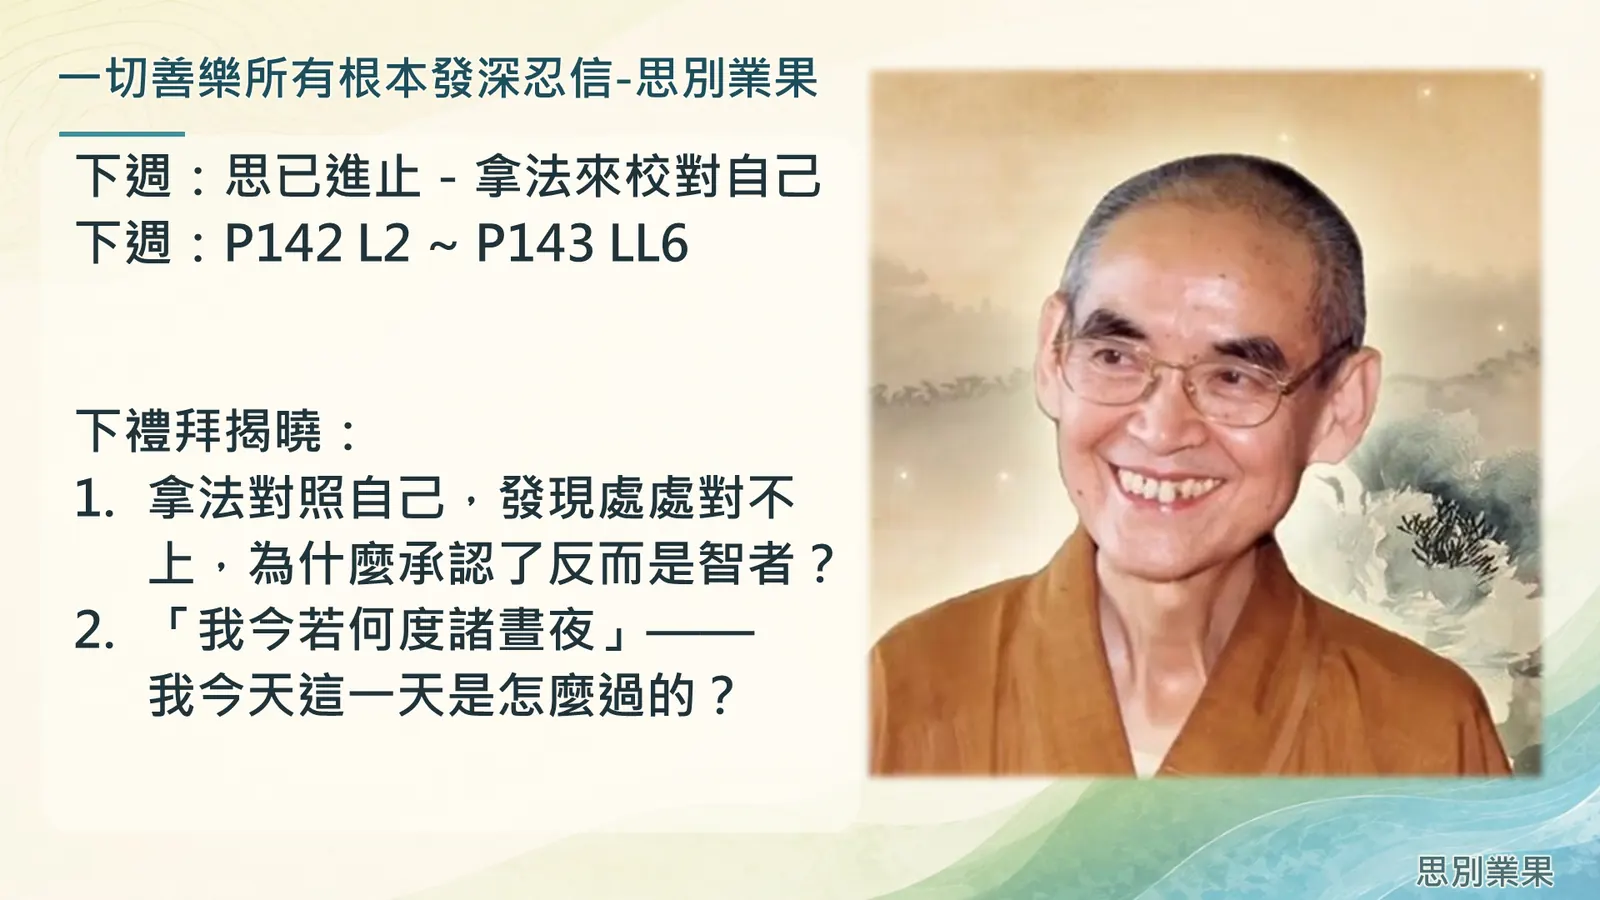 一切善樂所有根本發深忍信-思別業果
下週：思已進止 - 拿法來校對自己
下週：P142 L2 ~ P143 LL6
下禮拜揭曉：
1. 拿法對照自己，發現處處對不
上，為什麼承認了反而是智者？
2. 「我今若何度諸晝夜」——
我今天這一天是怎麼過的？
思別業果